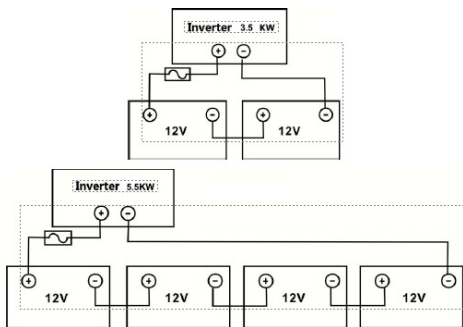 Inverter 3.5 KW
+ −
+ − + −
12V 12V
Inverter 5.5KW
+ −
+ − + − + − + −
12V 12V 12V 12V